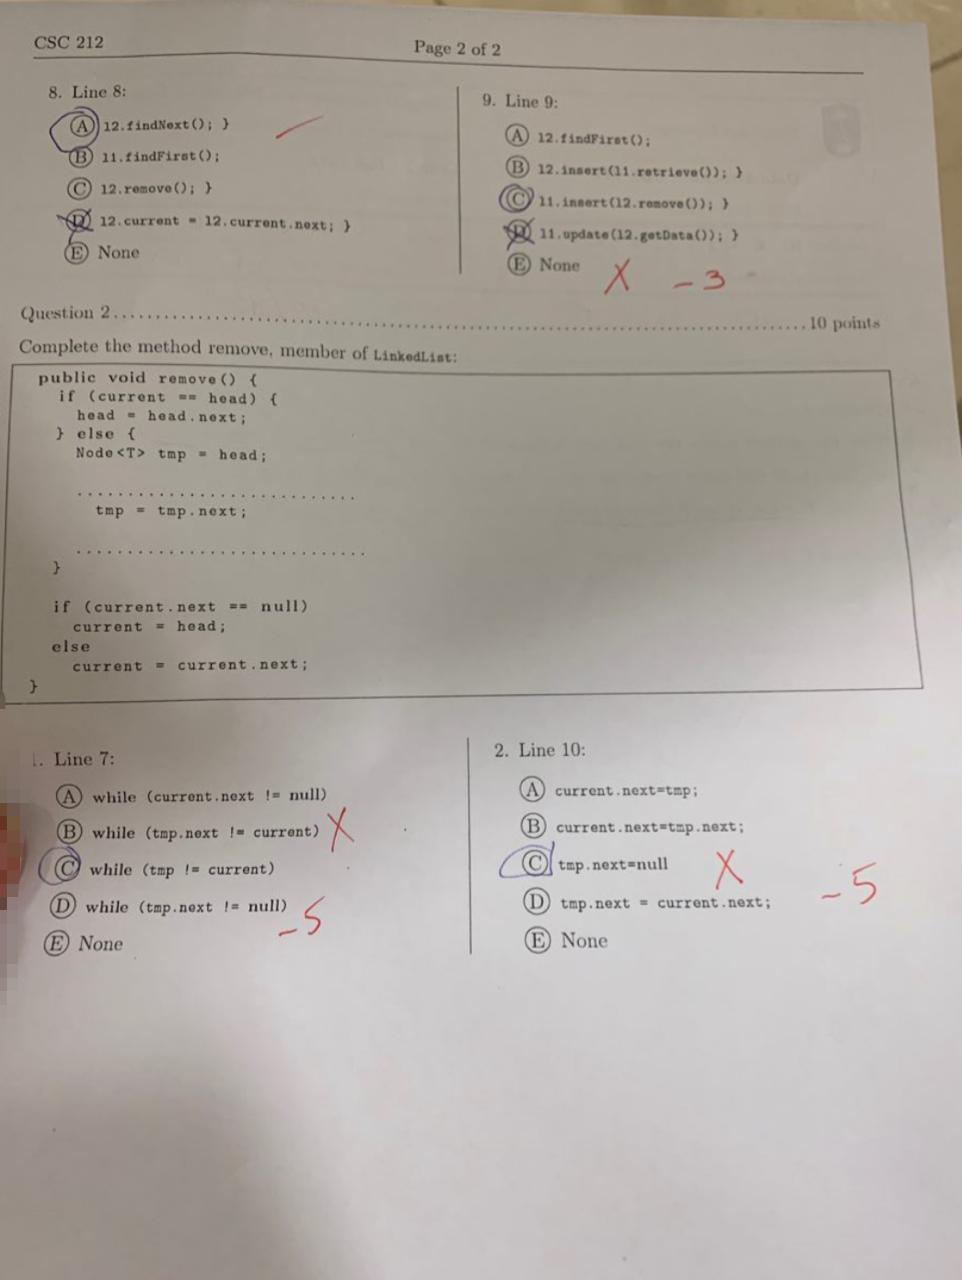 CSC 212
Page 2 of 2
8. Line 8:
Ⓐ 12.findNext(); }
Ⓑ 11.findFirst();
Ⓒ 12.remove(); }
Ⓓ 12.current = 12.current.next; }
Ⓔ None
9. Line 9:
Ⓐ 12.findFirst();
Ⓑ 12.insert(11.retrieve()); }
Ⓒ 11.insert(12.remove()); }
Ⓓ 11.update(12.getData()); }
Ⓔ None
X -3
Question 2.......................................................................................10 points
Complete the method remove, member of LinkedList:
public void remove() {
if (current == head) {
head = head.next;
} else {
Node<T> tmp = head;
............................
tmp = tmp.next;
.............................
}
if (current.next == null)
current = head;
else
current = current.next;
}
1. Line 7:
Ⓐ while (current.next != null)
Ⓑ while (tmp.next != current) X
Ⓒ while (tmp != current)
Ⓓ while (tmp.next != null) -5
Ⓔ None
2. Line 10:
Ⓐ current.next=tmp;
Ⓑ current.next=tmp.next;
Ⓒ tmp.next=null X
Ⓓ tmp.next = current.next; -5
Ⓔ None